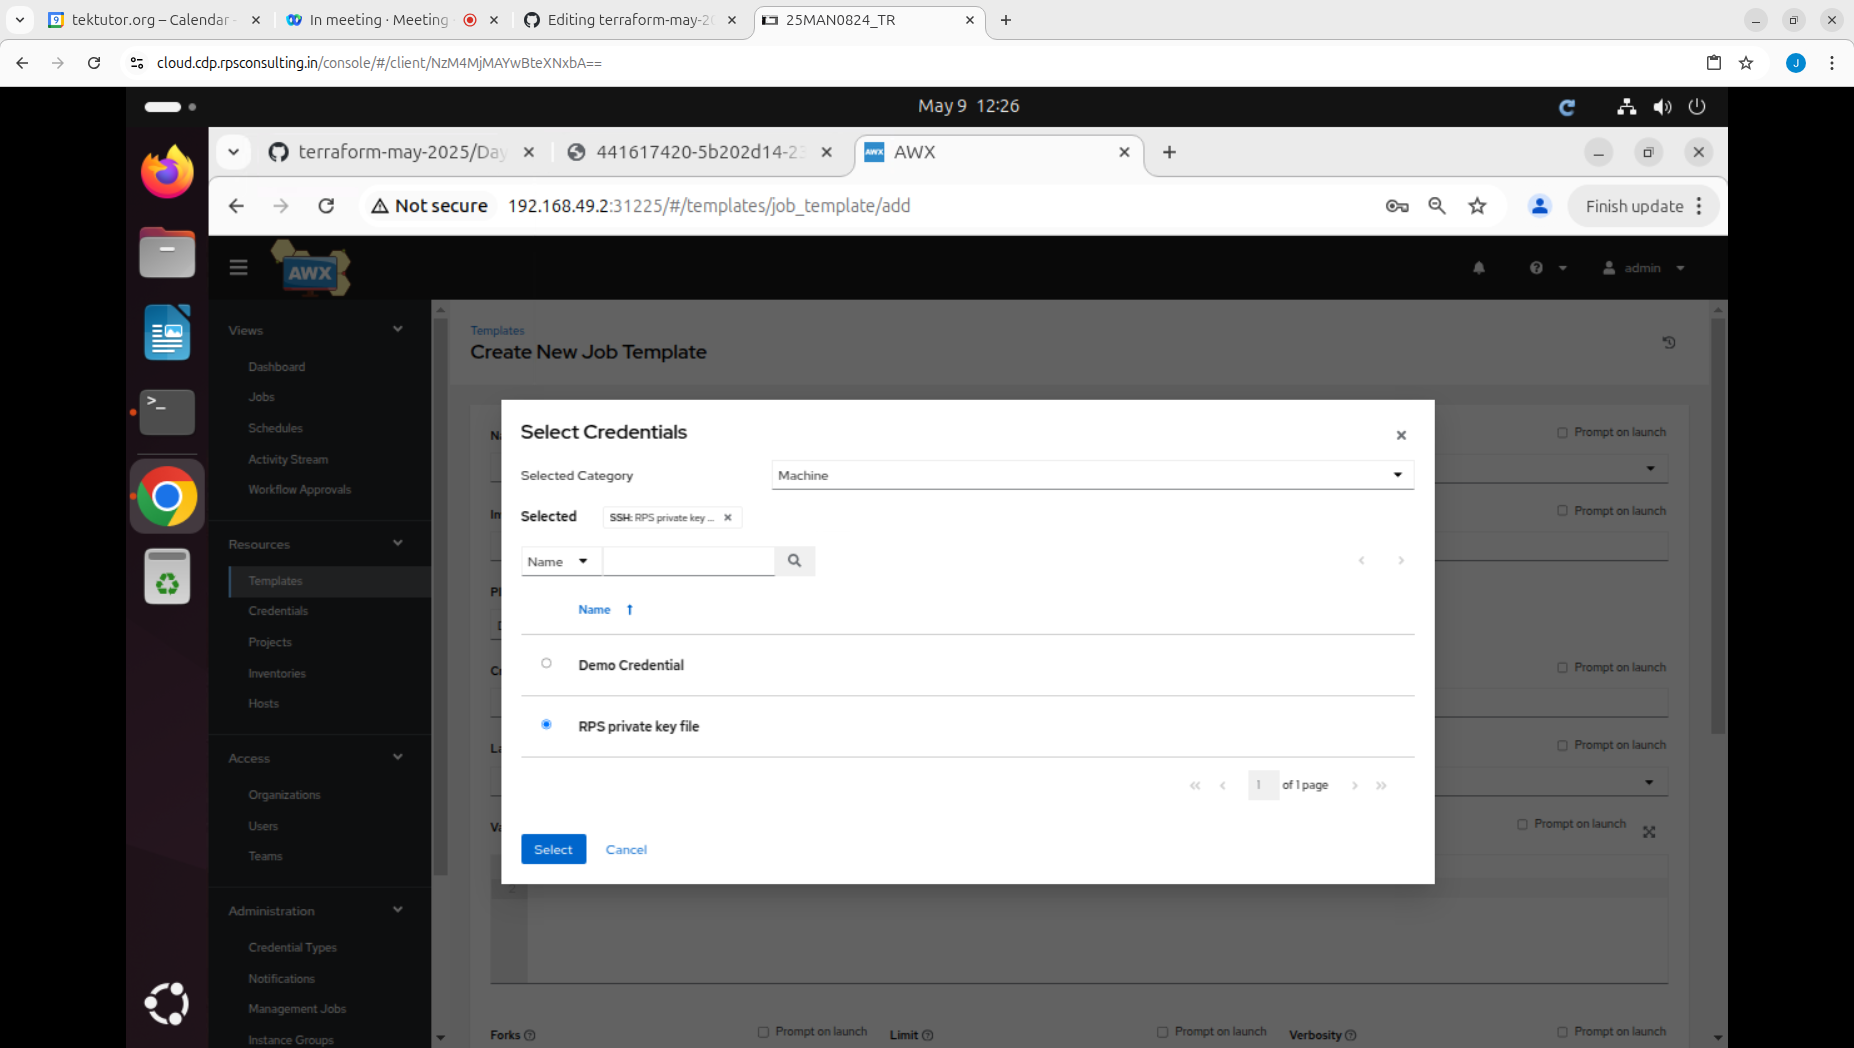 tektutor.org – Calendar -
In meeting · Meeting
Editing terraform-may-20
25MAN0824_TR
cloud.cdp.rpsconsulting.in/console/#/client/NzM4MjMAYwBteXNxbA==
J
May 9 12:26
terraform-may-2025/Day
441617420-5b202d14-23
AWX
Not secure
192.168.49.2:31225/#/templates/job_template/add
Finish update
AWX
admin
Views
Dashboard
Jobs
Schedules
Activity Stream
Workflow Approvals
Resources
Templates
Credentials
Projects
Inventories
Hosts
Access
Organizations
Users
Teams
Administration
Credential Types
Notifications
Management Jobs
Instance Groups
Templates
Create New Job Template
Prompt on launch
Prompt on launch
Prompt on launch
Prompt on launch
Prompt on launch
Select Credentials
Selected Category
Machine
Selected
SSH: RPS private key ...
Name
Name
Demo Credential
RPS private key file
1 of 1 page
Select
Cancel
2
Forks
Prompt on launch
Limit
Prompt on launch
Verbosity
Prompt on launch